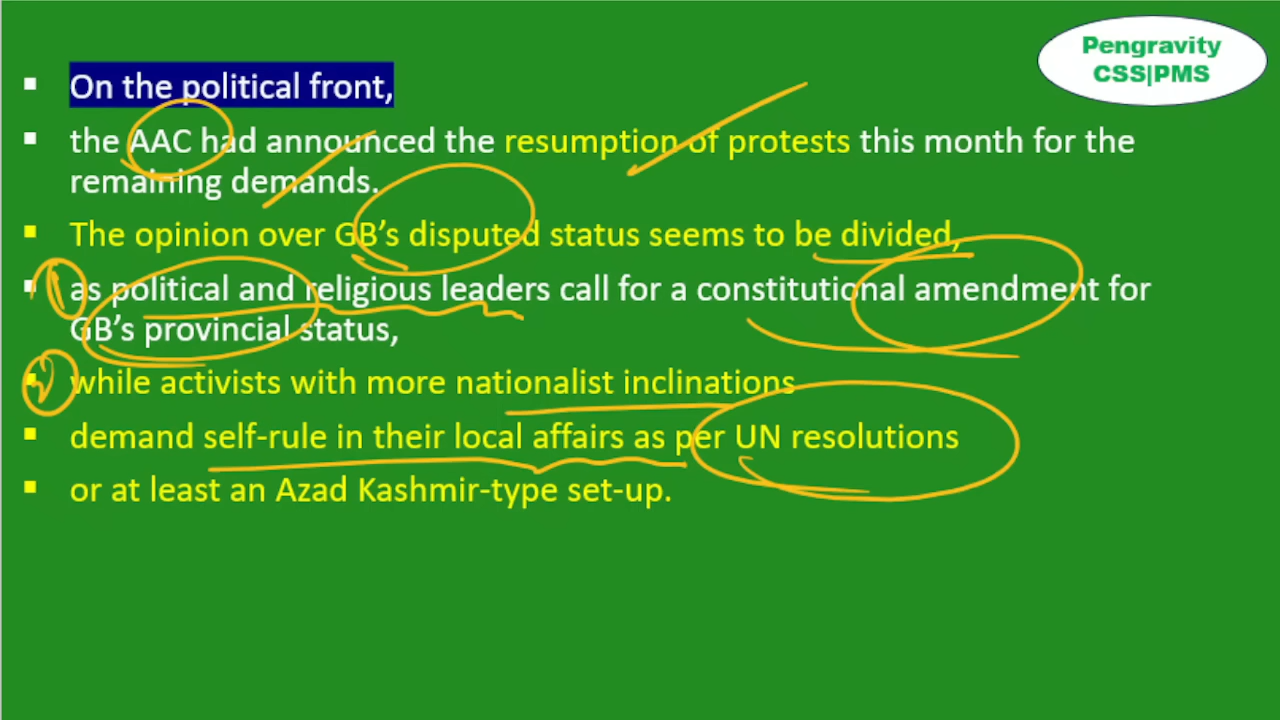 Pengravity
CSS|PMS
▪ On the political front,
▪ the AAC had announced the resumption of protests this month for the
remaining demands.
▪ The opinion over GB's disputed status seems to be divided,
▪ as political and religious leaders call for a constitutional amendment for
GB's provincial status,
▪ while activists with more nationalist inclinations
▪ demand self-rule in their local affairs as per UN resolutions
▪ or at least an Azad Kashmir-type set-up.